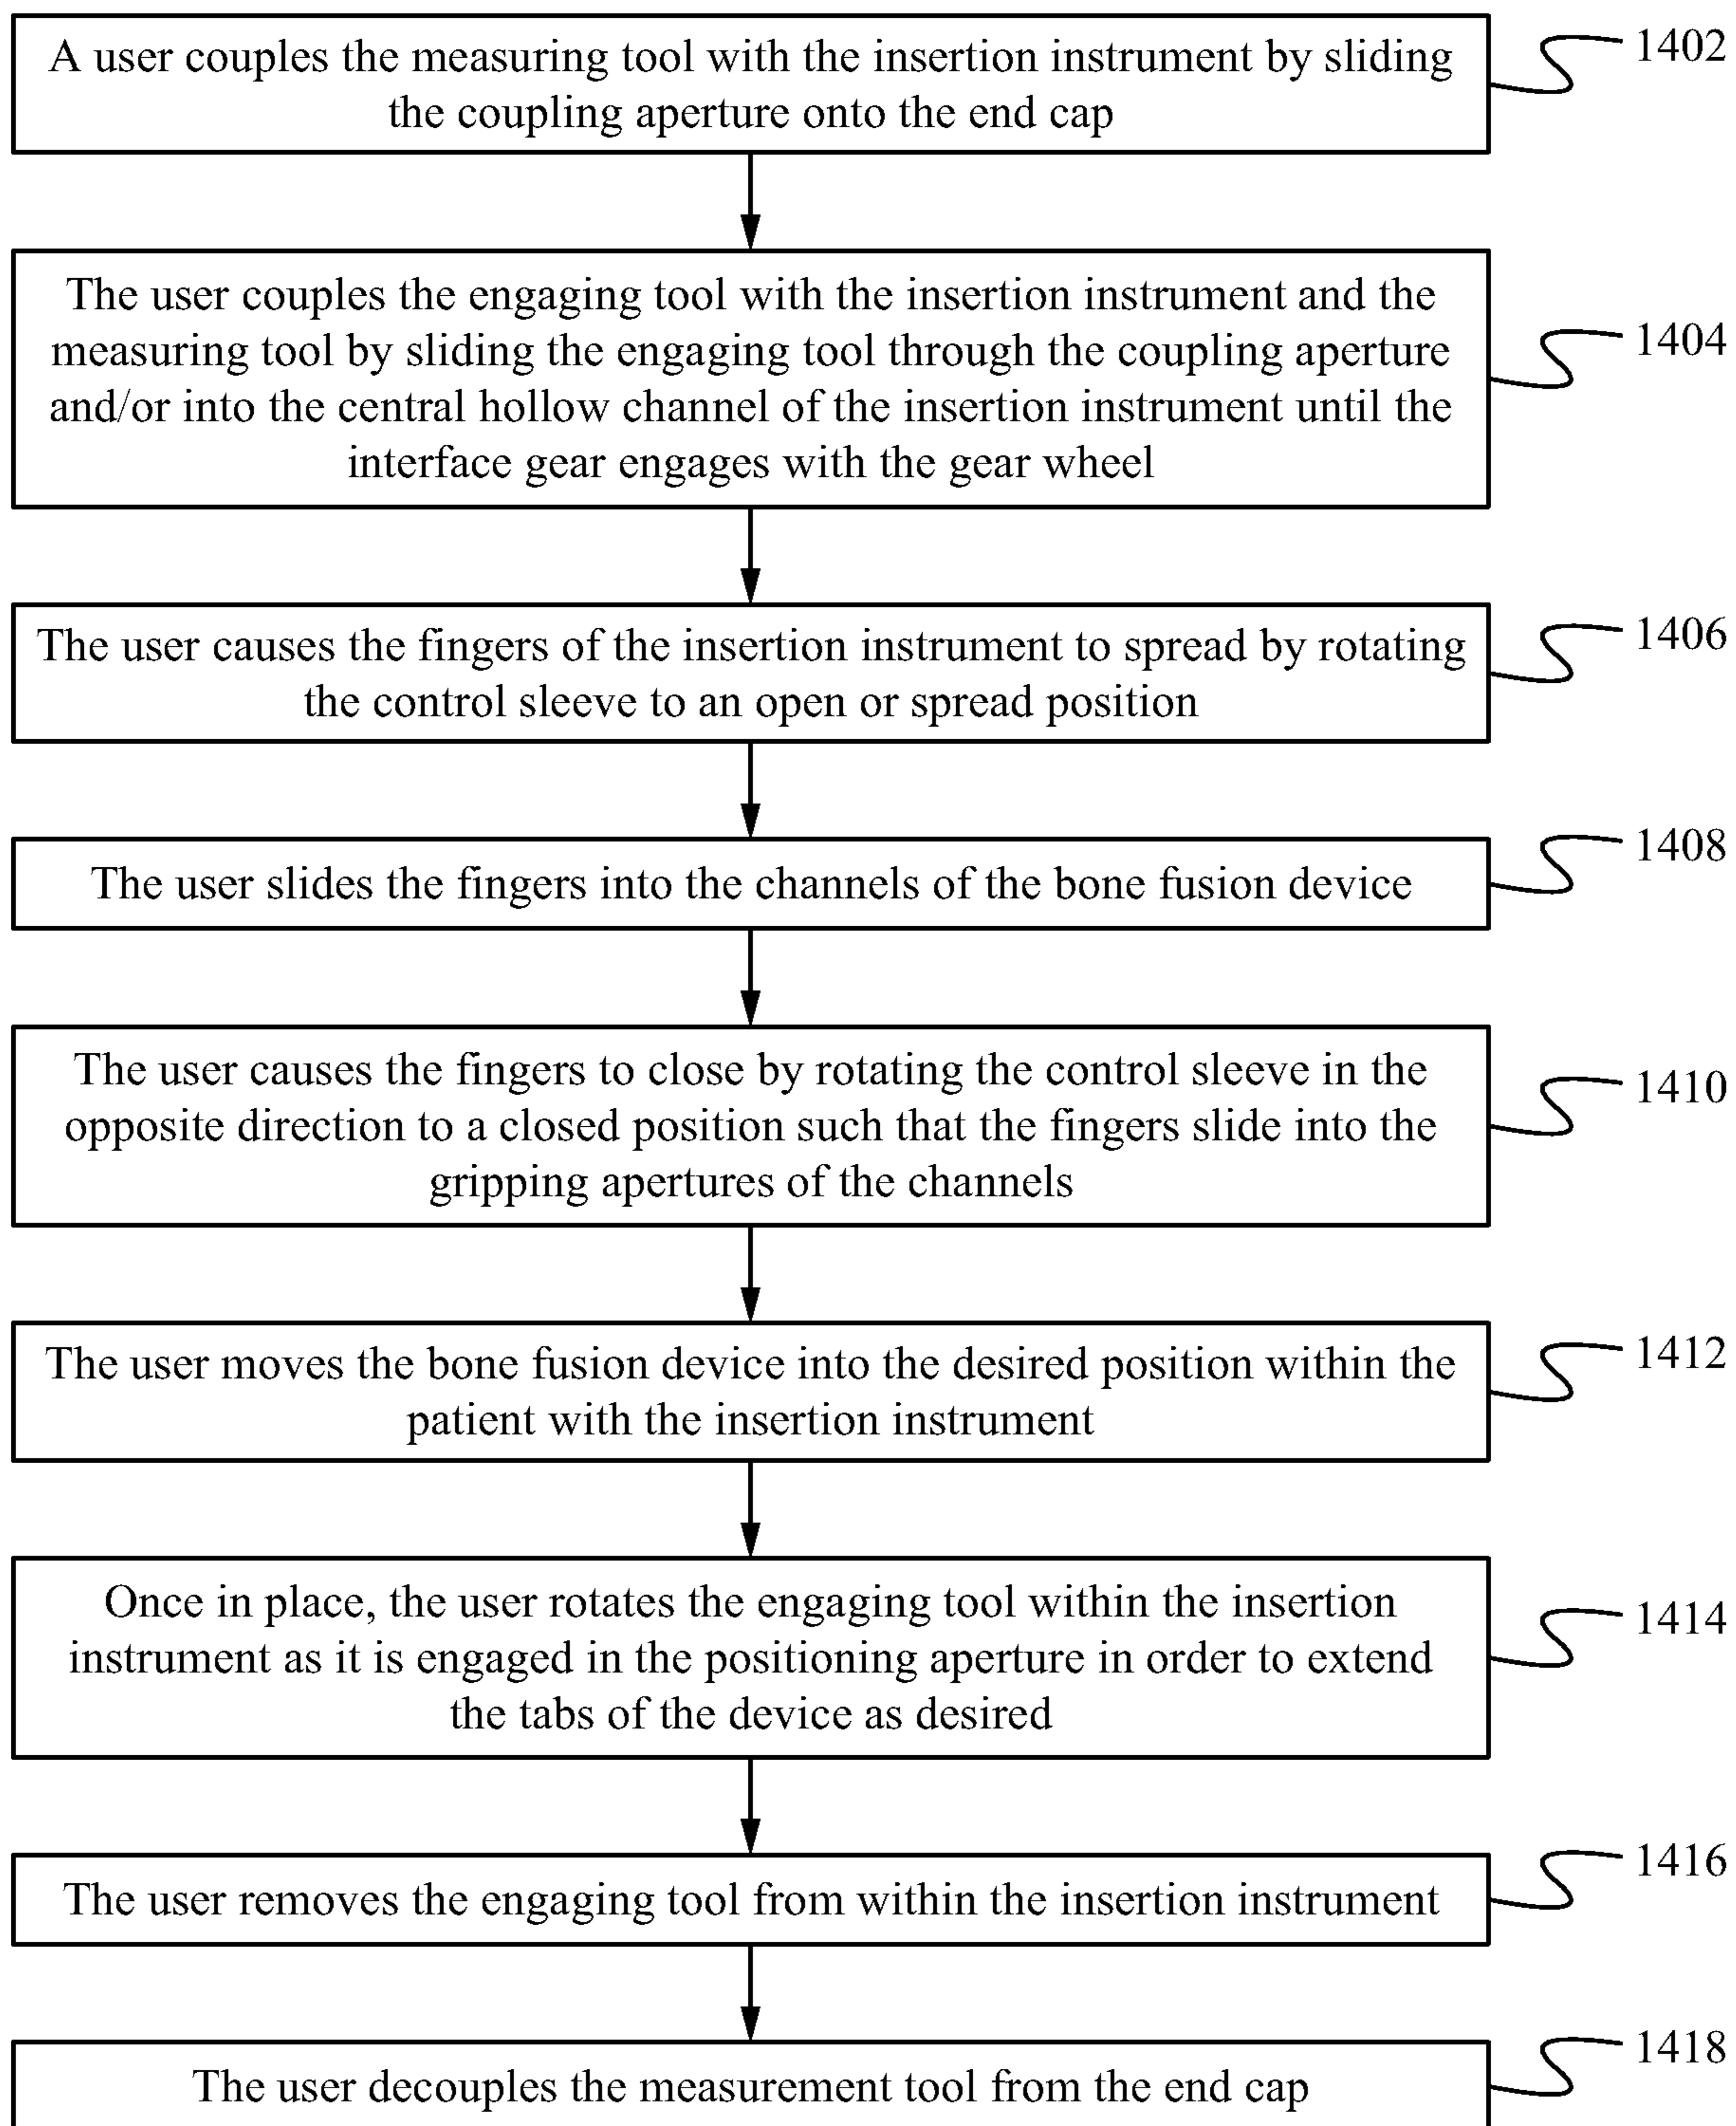 A user couples the measuring tool with the insertion instrument by sliding
the coupling aperture onto the end cap
1402
The user couples the engaging tool with the insertion instrument and the
measuring tool by sliding the engaging tool through the coupling aperture
and/or into the central hollow channel of the insertion instrument until the
interface gear engages with the gear wheel
1404
The user causes the fingers of the insertion instrument to spread by rotating
the control sleeve to an open or spread position
1406
The user slides the fingers into the channels of the bone fusion device
1408
The user causes the fingers to close by rotating the control sleeve in the
opposite direction to a closed position such that the fingers slide into the
gripping apertures of the channels
1410
The user moves the bone fusion device into the desired position within the
patient with the insertion instrument
1412
Once in place, the user rotates the engaging tool within the insertion
instrument as it is engaged in the positioning aperture in order to extend
the tabs of the device as desired
1414
The user removes the engaging tool from within the insertion instrument
1416
The user decouples the measurement tool from the end cap
1418